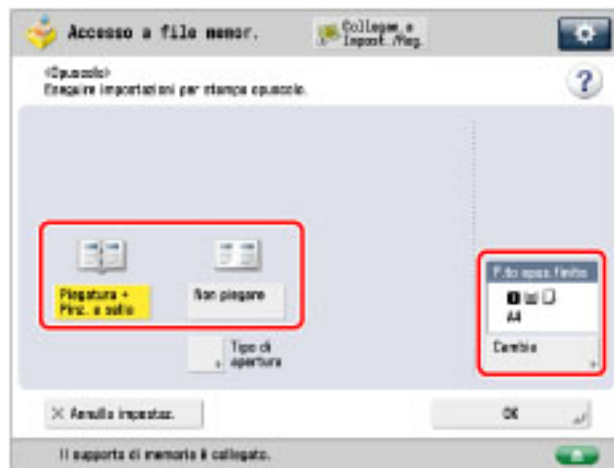 Accesso a file memor.
Collegam. e
Impost./Reg.
<Opuscolo>
Eseguire impostazioni per stampa opuscolo.
?
Piegatura +
Pinz. a sella
Non piegare
F.to opus.finito
1
A4
Tipo di
apertura
Cambia
× Annulla impostaz.
OK
Il supporto di memoria è collegato.